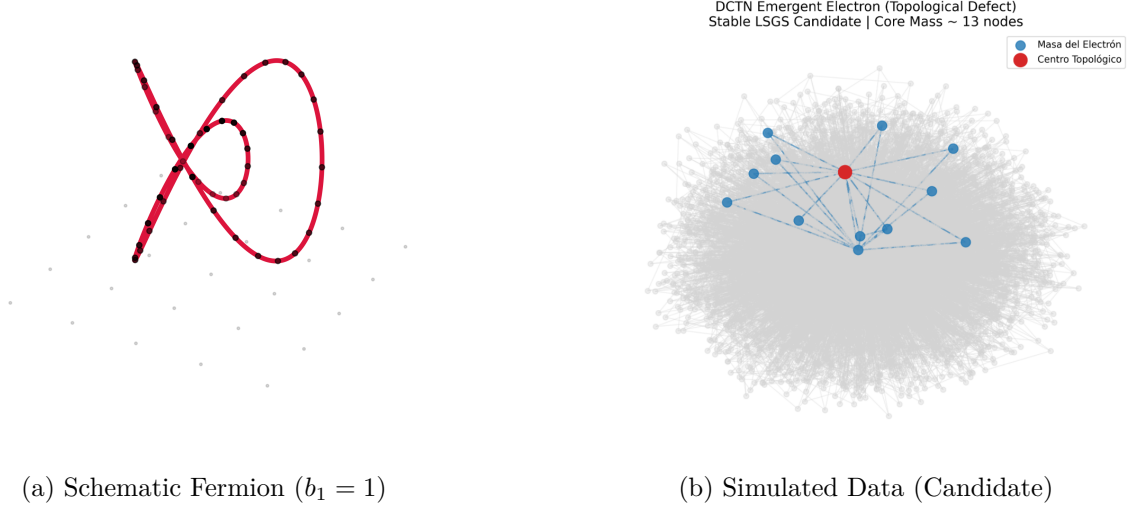 DCTN Emergent Electron (Topological Defect)
Stable LSGS Candidate | Core Mass ~ 13 nodes
Masa del Electrón
Centro Topológico
(a) Schematic Fermion (b₁ = 1)
(b) Simulated Data (Candidate)